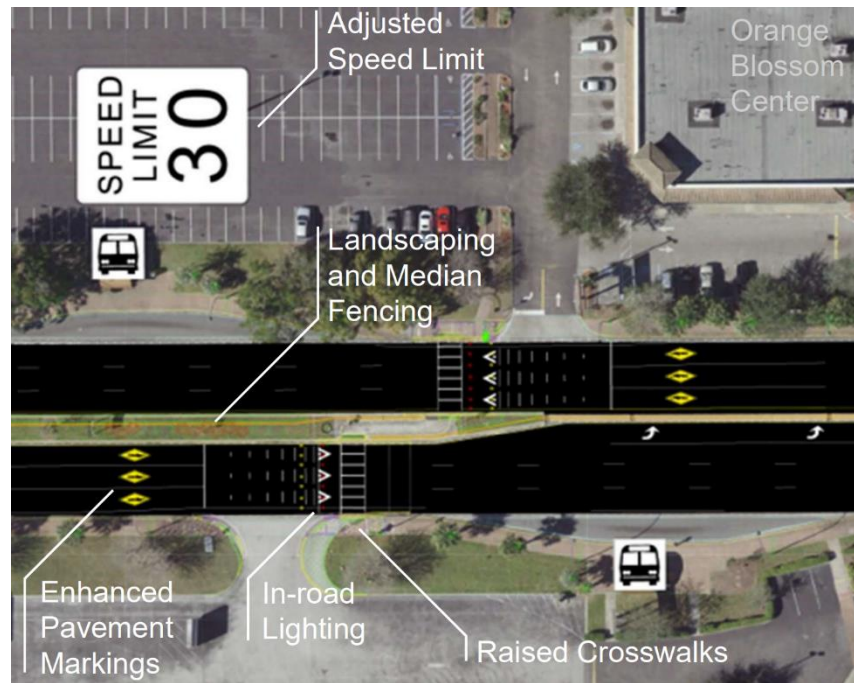 Adjusted
Speed Limit
Orange
Blossom
Center
SPEED
LIMIT
30
Landscaping
and Median
Fencing
Enhanced
Pavement
Markings
In-road
Lighting
Raised Crosswalks